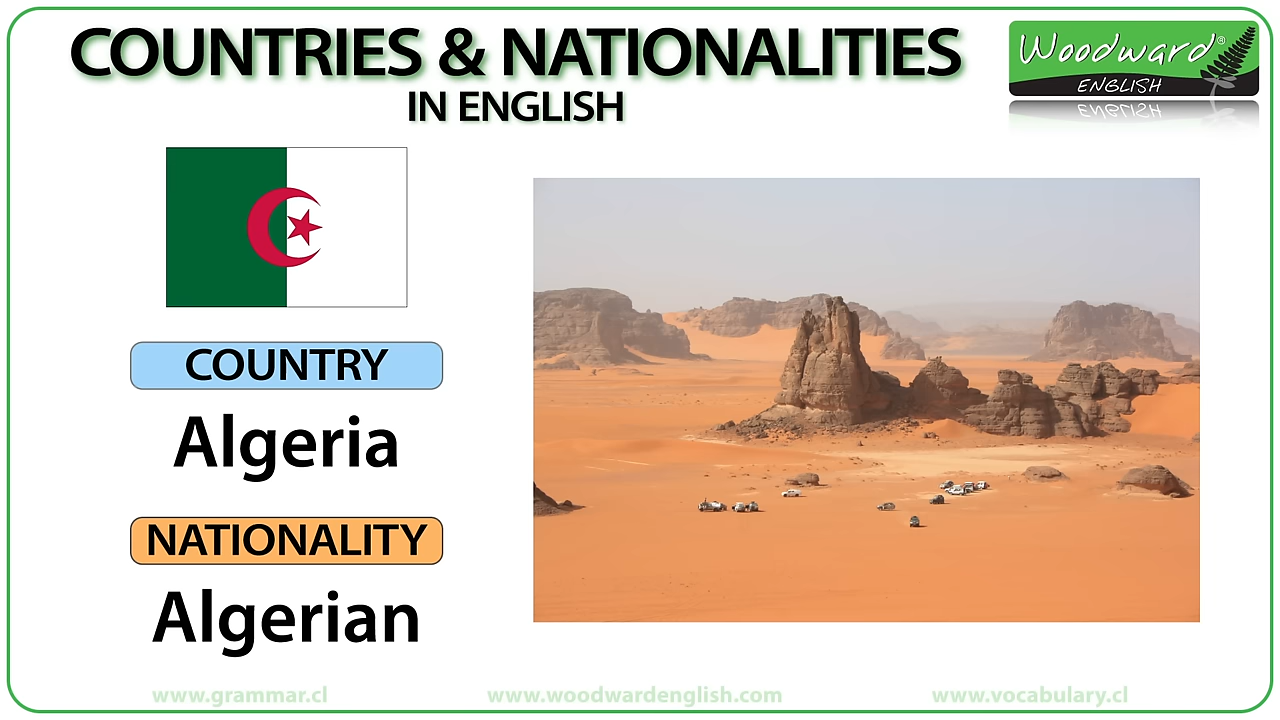 COUNTRIES & NATIONALITIES
IN ENGLISH
Woodward®
ENGLISH
COUNTRY
Algeria
NATIONALITY
Algerian
www.grammar.cl
www.woodwardenglish.com
www.vocabulary.cl